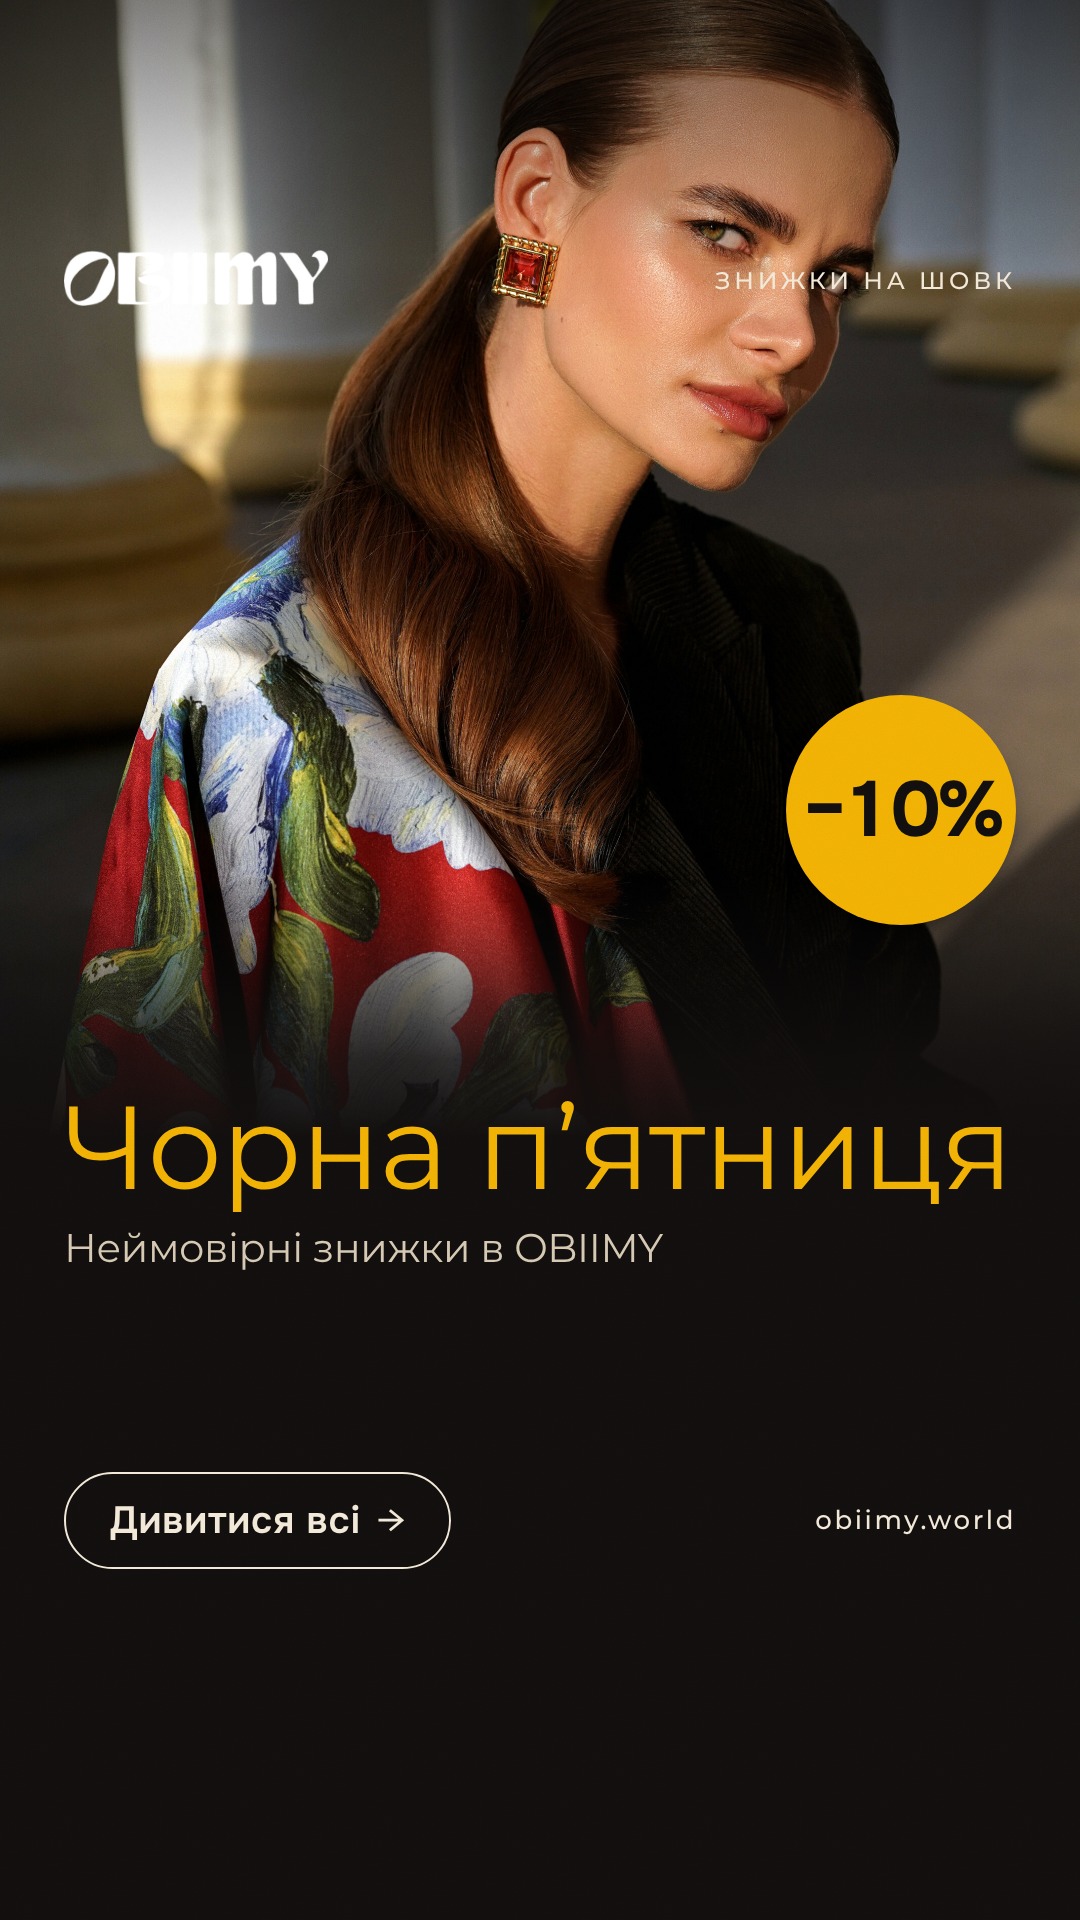 OBIIMY
ЗНИЖКИ НА ШОВК
-10%
Чорна п’ятниця
Неймовірні знижки в OBIIMY
Дивитися всі →
obiimy.world